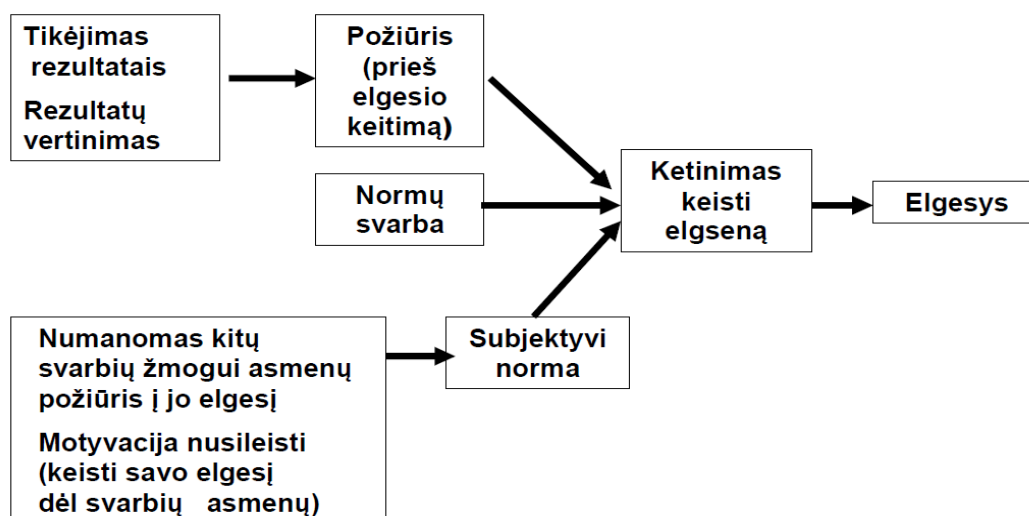 Tikėjimas
rezultatais
Rezultatų
vertinimas
Požiūris
(prieš
elgesio
keitimą)
Normų
svarba
Ketinimas
keisti
elgseną
Elgesys
Numanomas kitų
svarbių žmogui asmenų
požiūris į jo elgesį
Motyvacija nusileisti
(keisti savo elgesį
dėl svarbių asmenų)
Subjektyvi
norma